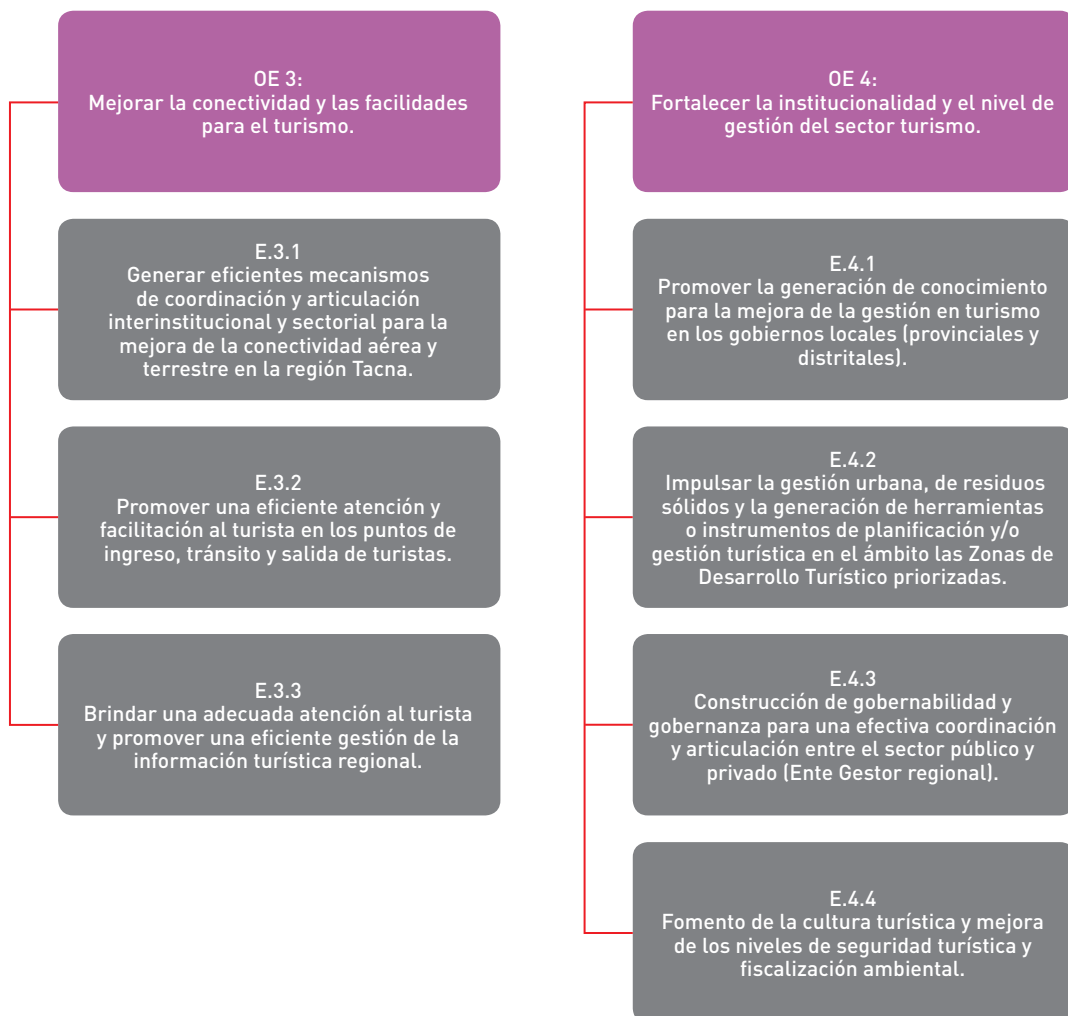 OE 3:
Mejorar la conectividad y las facilidades
para el turismo.
E.3.1
Generar eficientes mecanismos
de coordinación y articulación
interinstitucional y sectorial para la
mejora de la conectividad aérea y
terrestre en la región Tacna.
E.3.2
Promover una eficiente atención y
facilitación al turista en los puntos de
ingreso, tránsito y salida de turistas.
E.3.3
Brindar una adecuada atención al turista
y promover una eficiente gestión de la
información turística regional.
OE 4:
Fortalecer la institucionalidad y el nivel de
gestión del sector turismo.
E.4.1
Promover la generación de conocimiento
para la mejora de la gestión en turismo
en los gobiernos locales (provinciales y
distritales).
E.4.2
Impulsar la gestión urbana, de residuos
sólidos y la generación de herramientas
o instrumentos de planificación y/o
gestión turística en el ámbito las Zonas de
Desarrollo Turístico priorizadas.
E.4.3
Construcción de gobernabilidad y
gobernanza para una efectiva coordinación
y articulación entre el sector público y
privado (Ente Gestor regional).
E.4.4
Fomento de la cultura turística y mejora
de los niveles de seguridad turística y
fiscalización ambiental.